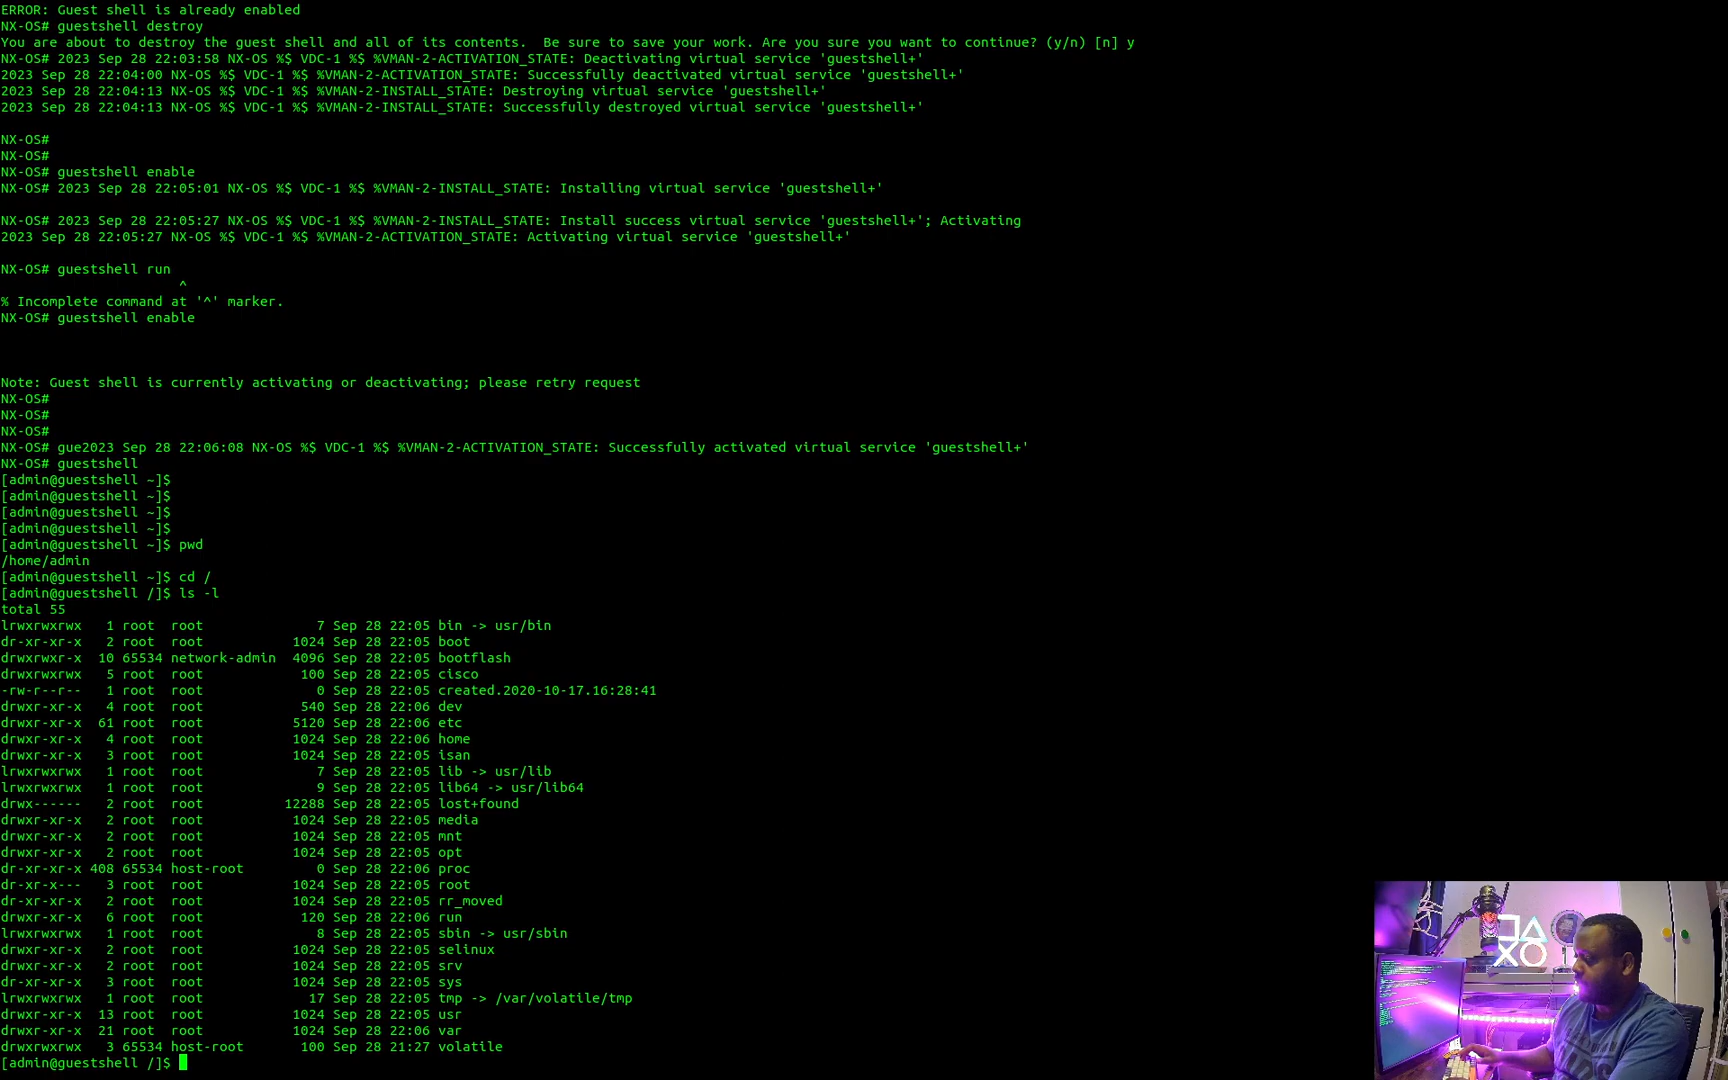 ERROR: Guest shell is already enabled
NX-OS# guestshell destroy
You are about to destroy the guest shell and all of its contents.  Be sure to save your work. Are you sure you want to continue? (y/n) [n] y
NX-OS# 2023 Sep 28 22:03:58 NX-OS %$ VDC-1 %$ %VMAN-2-ACTIVATION_STATE: Deactivating virtual service 'guestshell+'
2023 Sep 28 22:04:00 NX-OS %$ VDC-1 %$ %VMAN-2-ACTIVATION_STATE: Successfully deactivated virtual service 'guestshell+'
2023 Sep 28 22:04:13 NX-OS %$ VDC-1 %$ %VMAN-2-INSTALL_STATE: Destroying virtual service 'guestshell+'
2023 Sep 28 22:04:13 NX-OS %$ VDC-1 %$ %VMAN-2-INSTALL_STATE: Successfully destroyed virtual service 'guestshell+'
NX-OS#
NX-OS#
NX-OS# guestshell enable
NX-OS# 2023 Sep 28 22:05:01 NX-OS %$ VDC-1 %$ %VMAN-2-INSTALL_STATE: Installing virtual service 'guestshell+'
NX-OS# 2023 Sep 28 22:05:27 NX-OS %$ VDC-1 %$ %VMAN-2-INSTALL_STATE: Install success virtual service 'guestshell+'; Activating
2023 Sep 28 22:05:27 NX-OS %$ VDC-1 %$ %VMAN-2-ACTIVATION_STATE: Activating virtual service 'guestshell+'
NX-OS# guestshell run
^
% Incomplete command at '^' marker.
NX-OS# guestshell enable
Note: Guest shell is currently activating or deactivating; please retry request
NX-OS#
NX-OS#
NX-OS#
NX-OS# gue2023 Sep 28 22:06:08 NX-OS %$ VDC-1 %$ %VMAN-2-ACTIVATION_STATE: Successfully activated virtual service 'guestshell+'
NX-OS# guestshell
[admin@guestshell ~]$
[admin@guestshell ~]$
[admin@guestshell ~]$
[admin@guestshell ~]$
[admin@guestshell ~]$ pwd
/home/admin
[admin@guestshell ~]$ cd /
[admin@guestshell /]$ ls -l
total 55
lrwxrwxrwx   1 root  root              7 Sep 28 22:05 bin -> usr/bin
dr-xr-xr-x   2 root  root           1024 Sep 28 22:05 boot
drwxrwxr-x  10 65534 network-admin  4096 Sep 28 22:05 bootflash
drwxrwxrwx   5 root  root            100 Sep 28 22:05 cisco
-rw-r--r--   1 root  root              0 Sep 28 22:05 created.2020-10-17.16:28:41
drwxr-xr-x   4 root  root            540 Sep 28 22:06 dev
drwxr-xr-x  61 root  root           5120 Sep 28 22:06 etc
drwxr-xr-x   4 root  root           1024 Sep 28 22:06 home
drwxr-xr-x   3 root  root           1024 Sep 28 22:05 isan
lrwxrwxrwx   1 root  root              7 Sep 28 22:05 lib -> usr/lib
lrwxrwxrwx   1 root  root              9 Sep 28 22:05 lib64 -> usr/lib64
drwx------   2 root  root          12288 Sep 28 22:05 lost+found
drwxr-xr-x   2 root  root           1024 Sep 28 22:05 media
drwxr-xr-x   2 root  root           1024 Sep 28 22:05 mnt
drwxr-xr-x   2 root  root           1024 Sep 28 22:05 opt
dr-xr-xr-x 408 65534 host-root         0 Sep 28 22:06 proc
dr-xr-x---   3 root  root           1024 Sep 28 22:05 root
dr-xr-xr-x   2 root  root           1024 Sep 28 22:05 rr_moved
drwxr-xr-x   6 root  root            120 Sep 28 22:06 run
lrwxrwxrwx   1 root  root              8 Sep 28 22:05 sbin -> usr/sbin
drwxr-xr-x   2 root  root           1024 Sep 28 22:05 selinux
drwxr-xr-x   2 root  root           1024 Sep 28 22:05 srv
dr-xr-xr-x   3 root  root           1024 Sep 28 22:05 sys
lrwxrwxrwx   1 root  root             17 Sep 28 22:05 tmp -> /var/volatile/tmp
drwxr-xr-x  13 root  root           1024 Sep 28 22:05 usr
drwxr-xr-x  21 root  root           1024 Sep 28 22:06 var
drwxrwxrwx   3 65534 host-root       100 Sep 28 21:27 volatile
[admin@guestshell /]$